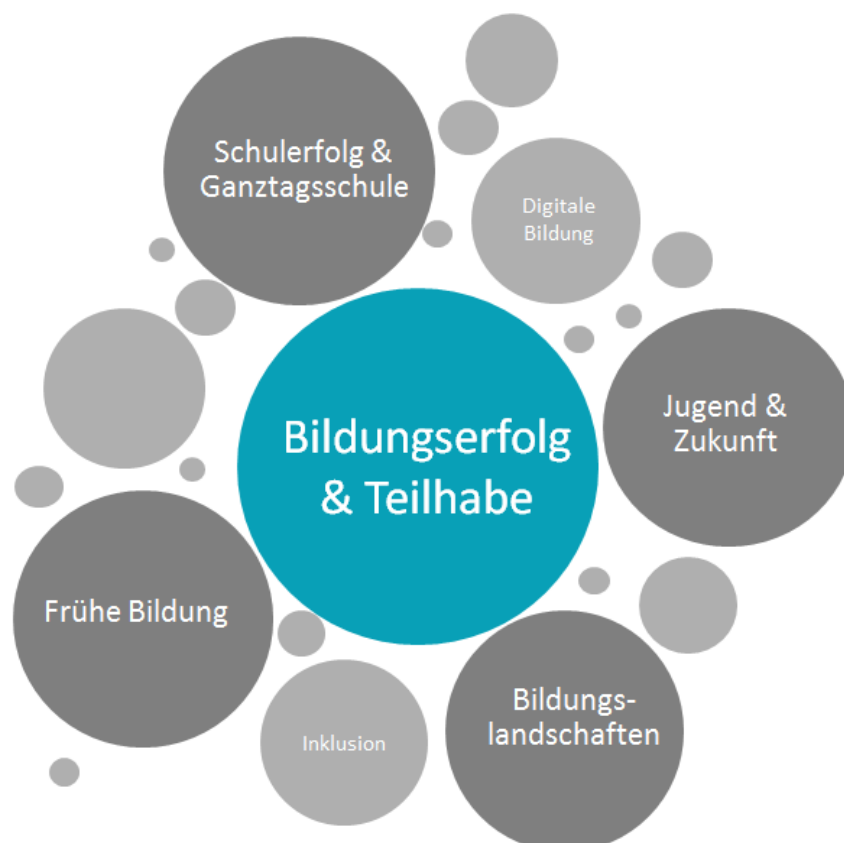 Schulerfolg &
Ganztagsschule
Digitale
Bildung
Jugend &
Zukunft
Bildungserfolg
& Teilhabe
Frühe Bildung
Bildungs-
landschaften
Inklusion